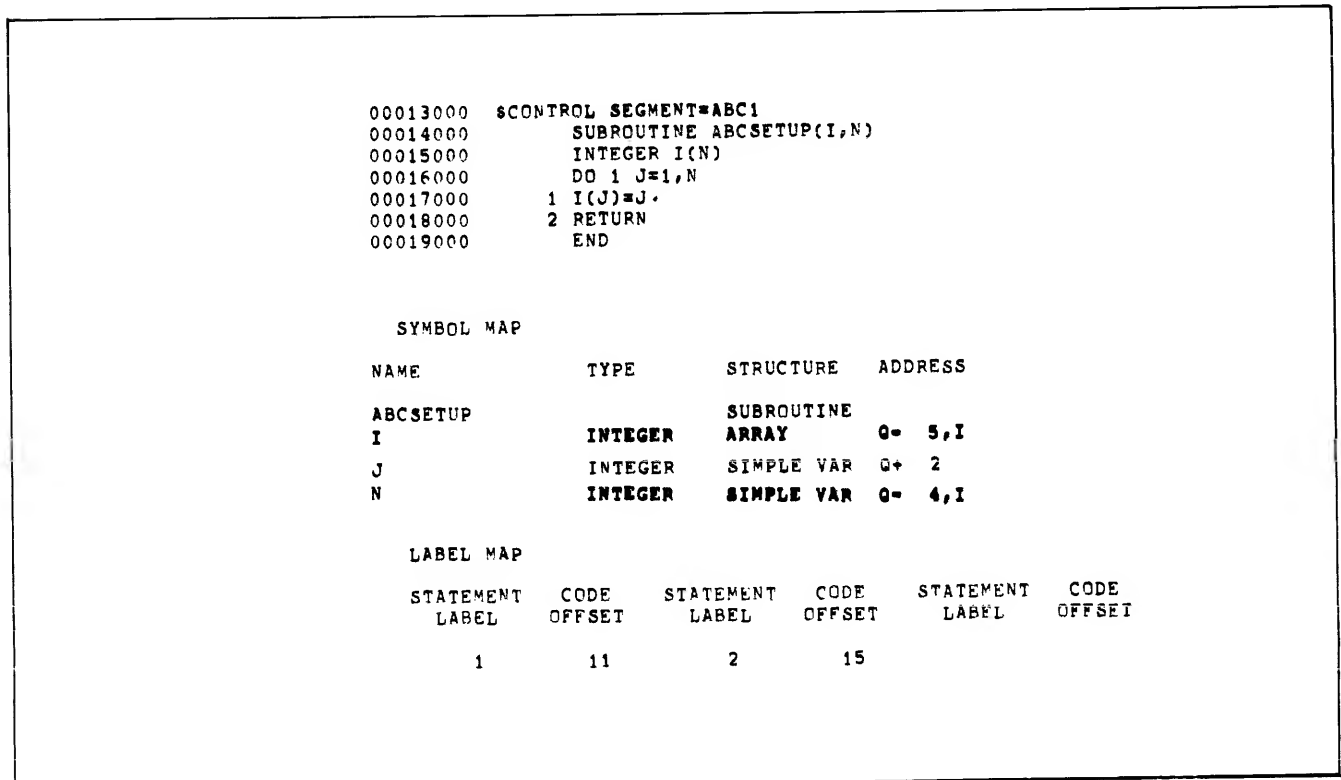 00013000  $CONTROL SEGMENT=ABC1
00014000        SUBROUTINE ABCSETUP(I,N)
00015000        INTEGER I(N)
00016000        DO 1 J=1,N
00017000      1 I(J)=J.
00018000      2 RETURN
00019000        END
SYMBOL MAP
NAME TYPE STRUCTURE ADDRESS
ABCSETUP SUBROUTINE
I INTEGER ARRAY Q- 5,I
J INTEGER SIMPLE VAR Q+ 2
N INTEGER SIMPLE VAR Q- 4,I
LABEL MAP
STATEMENT CODE STATEMENT CODE STATEMENT CODE
LABEL OFFSET LABEL OFFSET LABEL OFFSET
1 11 2 15